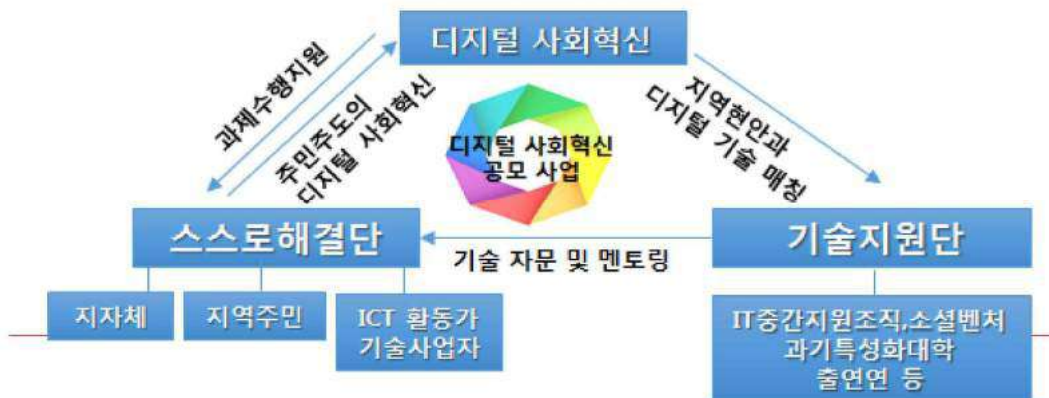 디지털 사회혁신
과제수행지원
주민주도의
디지털 사회혁신
디지털 사회혁신
공모 사업
지역현안과
디지털 기술 매칭
스스로해결단
기술 자문 및 멘토링
기술지원단
지자체
지역주민
ICT 활동가
기술사업자
IT중간지원조직,소셜벤처
과기특성화대학
출연연 등